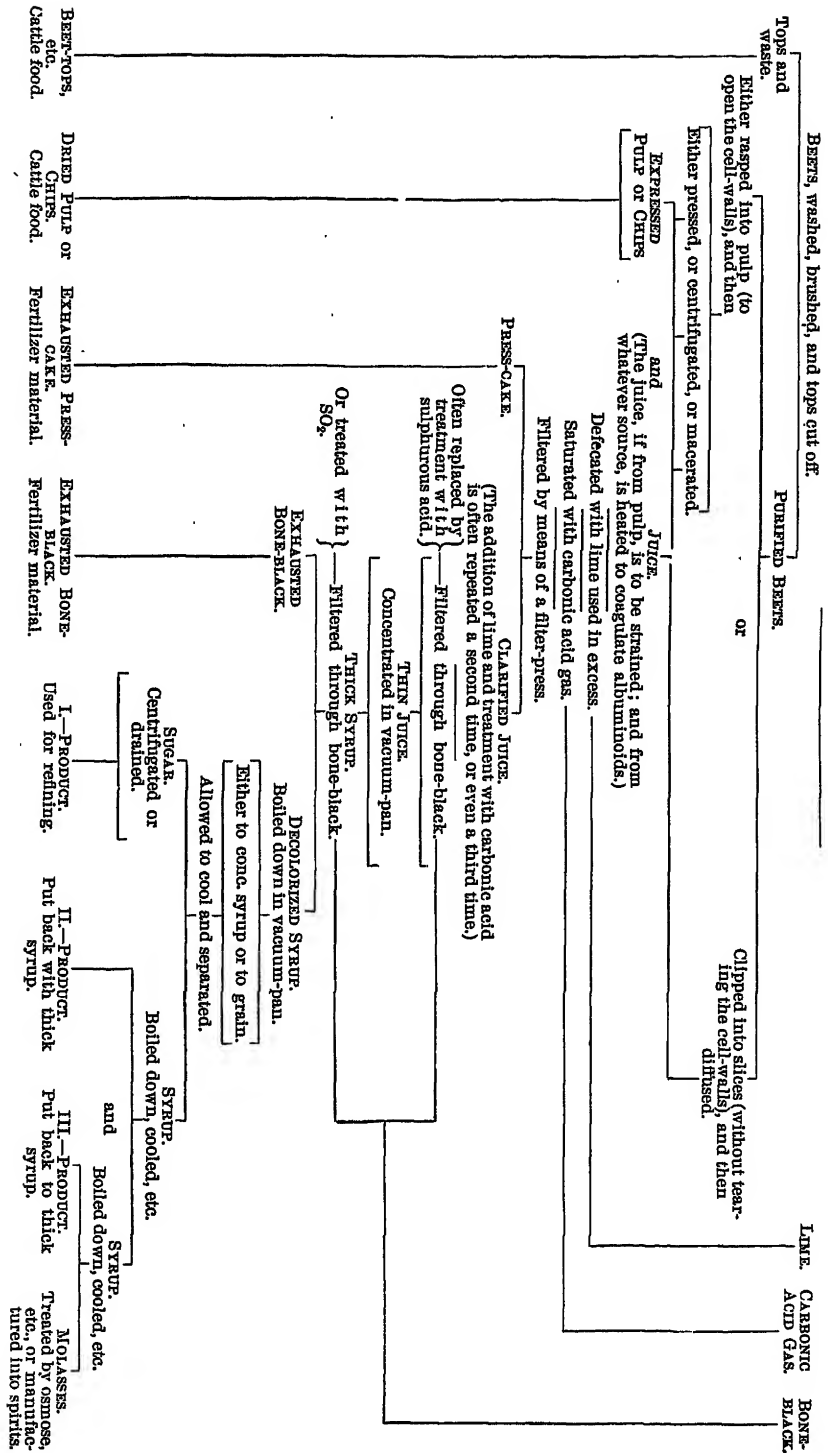 BEETS, washed, brushed, and tops cut off.
Tops and
waste.
PURIFIED BEETS.
LIME.
CARBONIC
ACID GAS.
BONE-
BLACK.
Either rasped into pulp (to
open the cell-walls), and then
or
Clipped into slices (without tear-
ing the cell-walls), and then
diffused.
Either pressed, or centrifugated, or macerated.
EXPRESSED
PULP or CHIPS
and
JUICE.
(The juice, if from pulp, is to be strained; and from
whatever source, is heated to coagulate albuminoids.)
Defecated with lime used in excess.
Saturated with carbonic acid gas.
Filtered by means of a filter-press.
PRESS-CAKE.
CLARIFIED JUICE.
(The addition of lime and treatment with carbonic acid
is often repeated a second time, or even a third time.)
Often replaced by
treatment with
sulphurous acid.
Filtered through bone-black.
THIN JUICE.
Concentrated in vacuum-pan.
THICK SYRUP.
Or treated with
SO₂.
Filtered through bone-black.
EXHAUSTED
BONE-BLACK.
DECOLORIZED SYRUP.
Boiled down in vacuum-pan.
Either to conc. syrup or to grain.
Allowed to cool and separated.
SUGAR.
Centrifugated or
drained.
SYRUP.
Boiled down, cooled, etc.
and
SYRUP.
Boiled down, cooled, etc.
BEET-TOPS,
etc.
Cattle food.
DRIED PULP or
CHIPS.
Cattle food.
EXHAUSTED PRESS-
CAKE.
Fertilizer material.
EXHAUSTED BONE-
BLACK.
Fertilizer material.
I.—PRODUCT.
Used for refining.
II.—PRODUCT.
Put back with thick
syrup.
III.—PRODUCT.
Put back to thick
syrup.
MOLASSES.
Treated by osmose,
etc., or manufac-
tured into spirits.